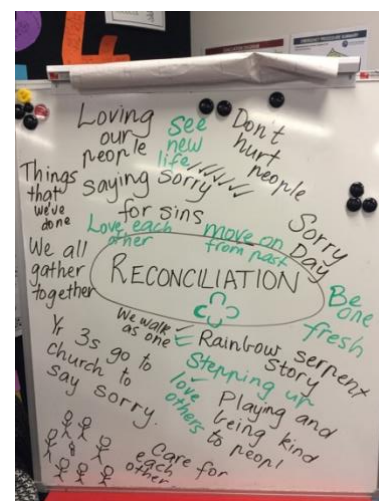 Loving
our
people
see
new
life
Don't
hurt
people
Things
that
we've
done
saying sorry
for sins
Love each
other
move on
from past
Sorry
Day
We all
gather
together
RECONCILIATION
Be
one
fresh
We walk
as one
Rainbow serpent
story
Yr 3s go to
church to
say sorry.
Stepping up
love
others
Playing and
being kind
to peopl
Care for
each
other.